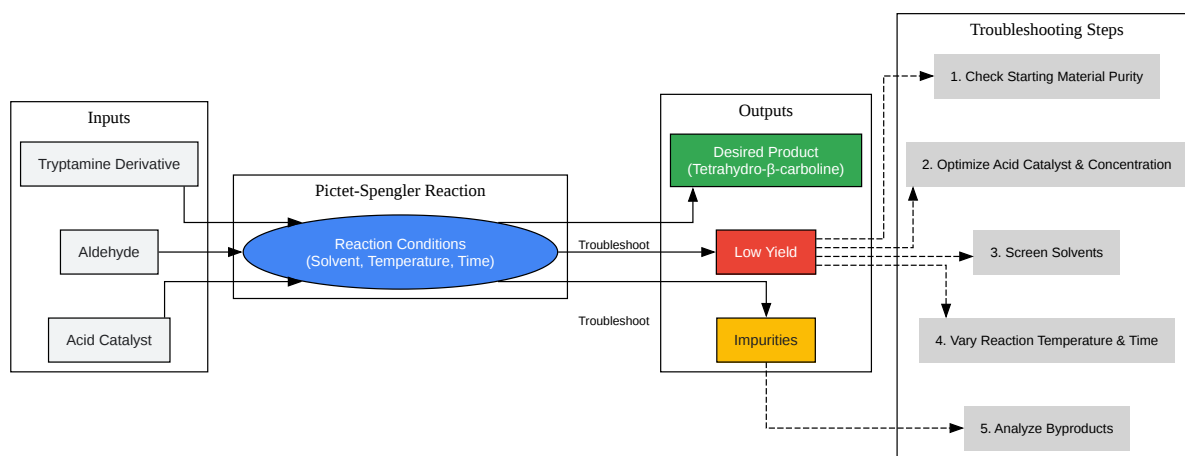 Inputs
Tryptamine Derivative
Aldehyde
Acid Catalyst
Pictet-Spengler Reaction
Reaction Conditions
(Solvent, Temperature, Time)
Troubleshoot
Troubleshoot
Outputs
Desired Product
(Tetrahydro-β-carboline)
Low Yield
Impurities
Troubleshooting Steps
1. Check Starting Material Purity
2. Optimize Acid Catalyst & Concentration
3. Screen Solvents
4. Vary Reaction Temperature & Time
5. Analyze Byproducts